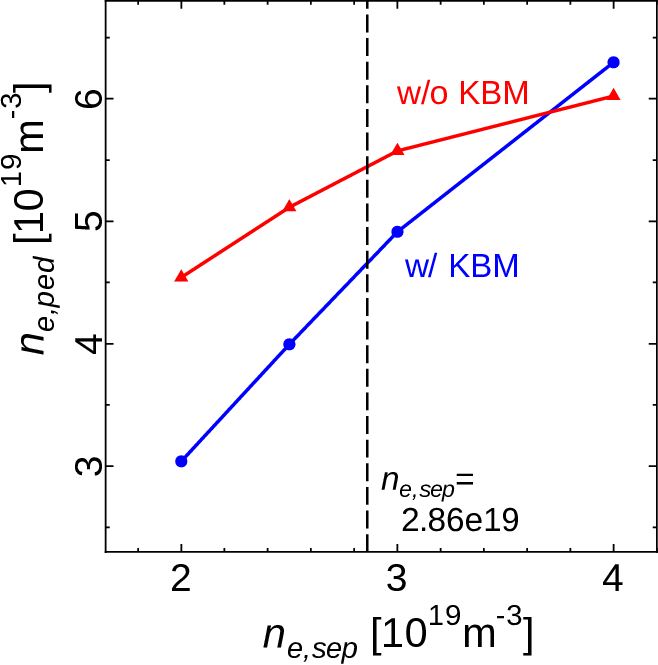 6
5
4
3
n_e,ped [10^19 m^-3]
w/o KBM
w/ KBM
n_e,sep=
2.86e19
2 3 4
n_e,sep [10^19 m^-3]